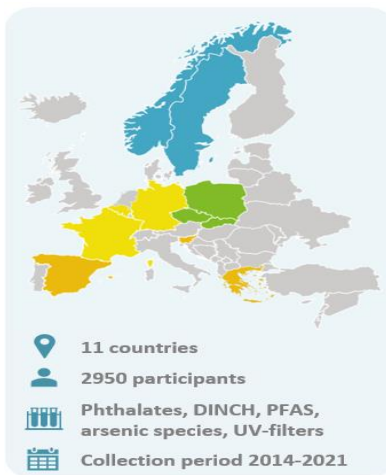 11 countries
2950 participants
Phthalates, DINCH, PFAS,
arsenic species, UV-filters
Collection period 2014-2021